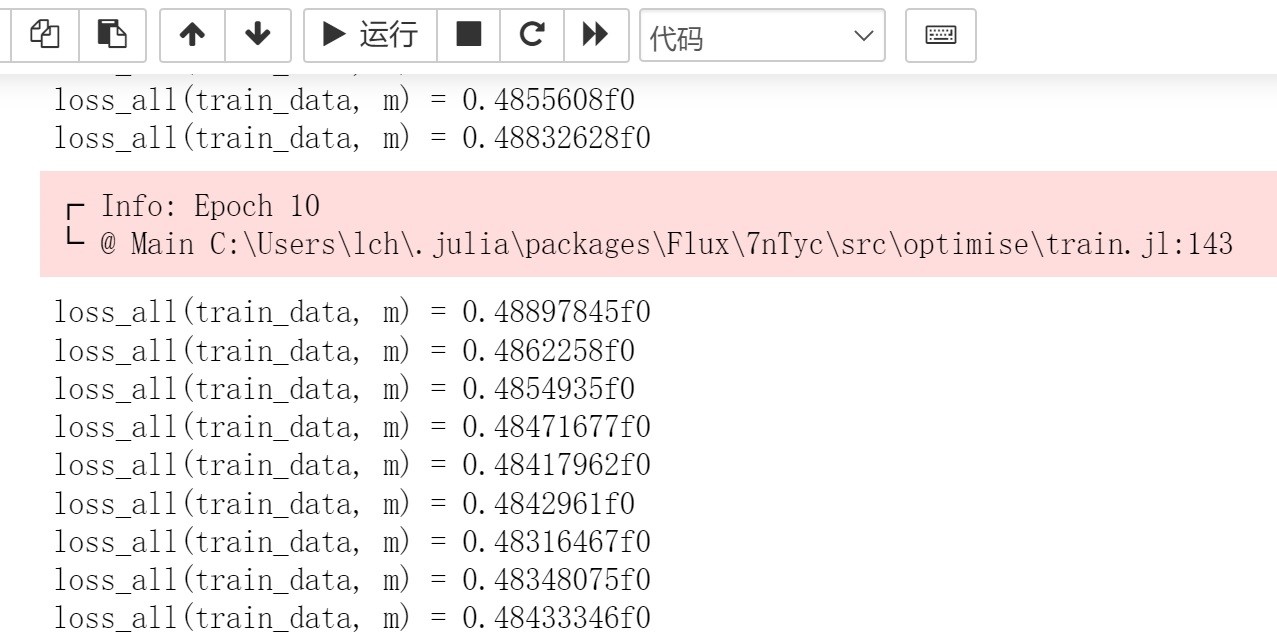 运行
代码
loss_all(train_data, m) = 0.4855608f0
loss_all(train_data, m) = 0.48832628f0
┌ Info: Epoch 10
└ @ Main C:\Users\lch\.julia\packages\Flux\7nTyc\src\optimise\train.jl:143
loss_all(train_data, m) = 0.48897845f0
loss_all(train_data, m) = 0.4862258f0
loss_all(train_data, m) = 0.4854935f0
loss_all(train_data, m) = 0.48471677f0
loss_all(train_data, m) = 0.48417962f0
loss_all(train_data, m) = 0.4842961f0
loss_all(train_data, m) = 0.48316467f0
loss_all(train_data, m) = 0.48348075f0
loss_all(train_data, m) = 0.48433346f0